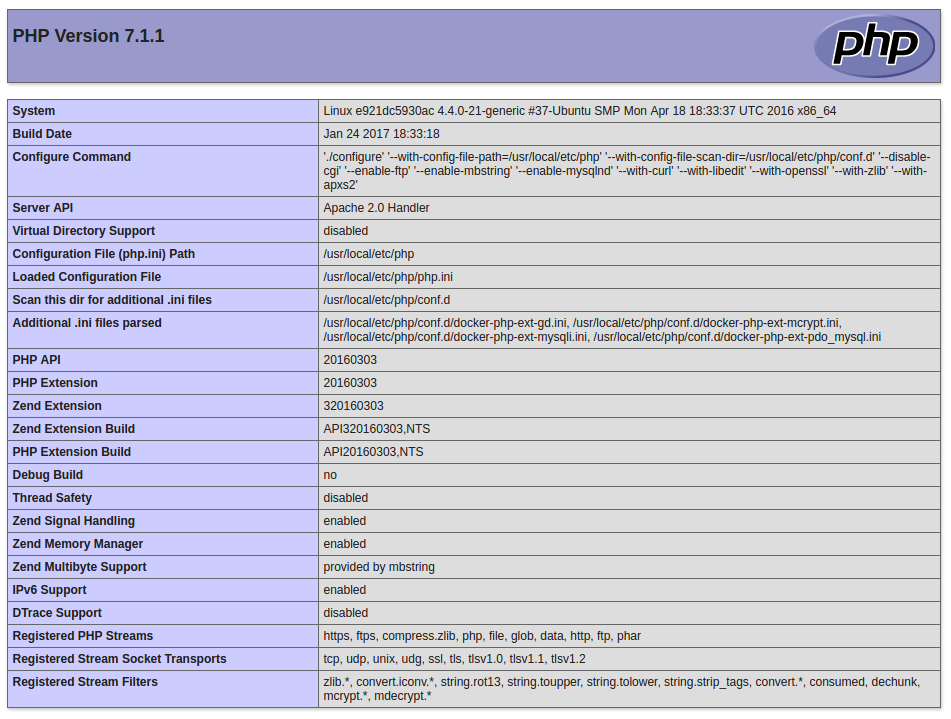 PHP Version 7.1.1
php
System Linux e921dc5930ac 4.4.0-21-generic #37-Ubuntu SMP Mon Apr 18 18:33:37 UTC 2016 x86_64
Build Date Jan 24 2017 18:33:18
Configure Command './configure' '--with-config-file-path=/usr/local/etc/php' '--with-config-file-scan-dir=/usr/local/etc/php/conf.d' '--disable-
cgi' '--enable-ftp' '--enable-mbstring' '--enable-mysqlnd' '--with-curl' '--with-libedit' '--with-openssl' '--with-zlib' '--with-
apxs2'
Server API Apache 2.0 Handler
Virtual Directory Support disabled
Configuration File (php.ini) Path /usr/local/etc/php
Loaded Configuration File /usr/local/etc/php/php.ini
Scan this dir for additional .ini files /usr/local/etc/php/conf.d
Additional .ini files parsed /usr/local/etc/php/conf.d/docker-php-ext-gd.ini, /usr/local/etc/php/conf.d/docker-php-ext-mcrypt.ini,
/usr/local/etc/php/conf.d/docker-php-ext-mysqli.ini, /usr/local/etc/php/conf.d/docker-php-ext-pdo_mysql.ini
PHP API 20160303
PHP Extension 20160303
Zend Extension 320160303
Zend Extension Build API320160303,NTS
PHP Extension Build API20160303,NTS
Debug Build no
Thread Safety disabled
Zend Signal Handling enabled
Zend Memory Manager enabled
Zend Multibyte Support provided by mbstring
IPv6 Support enabled
DTrace Support disabled
Registered PHP Streams https, ftps, compress.zlib, php, file, glob, data, http, ftp, phar
Registered Stream Socket Transports tcp, udp, unix, udg, ssl, tls, tlsv1.0, tlsv1.1, tlsv1.2
Registered Stream Filters zlib.*, convert.iconv.*, string.rot13, string.toupper, string.tolower, string.strip_tags, convert.*, consumed, dechunk,
mcrypt.*, mdecrypt.*